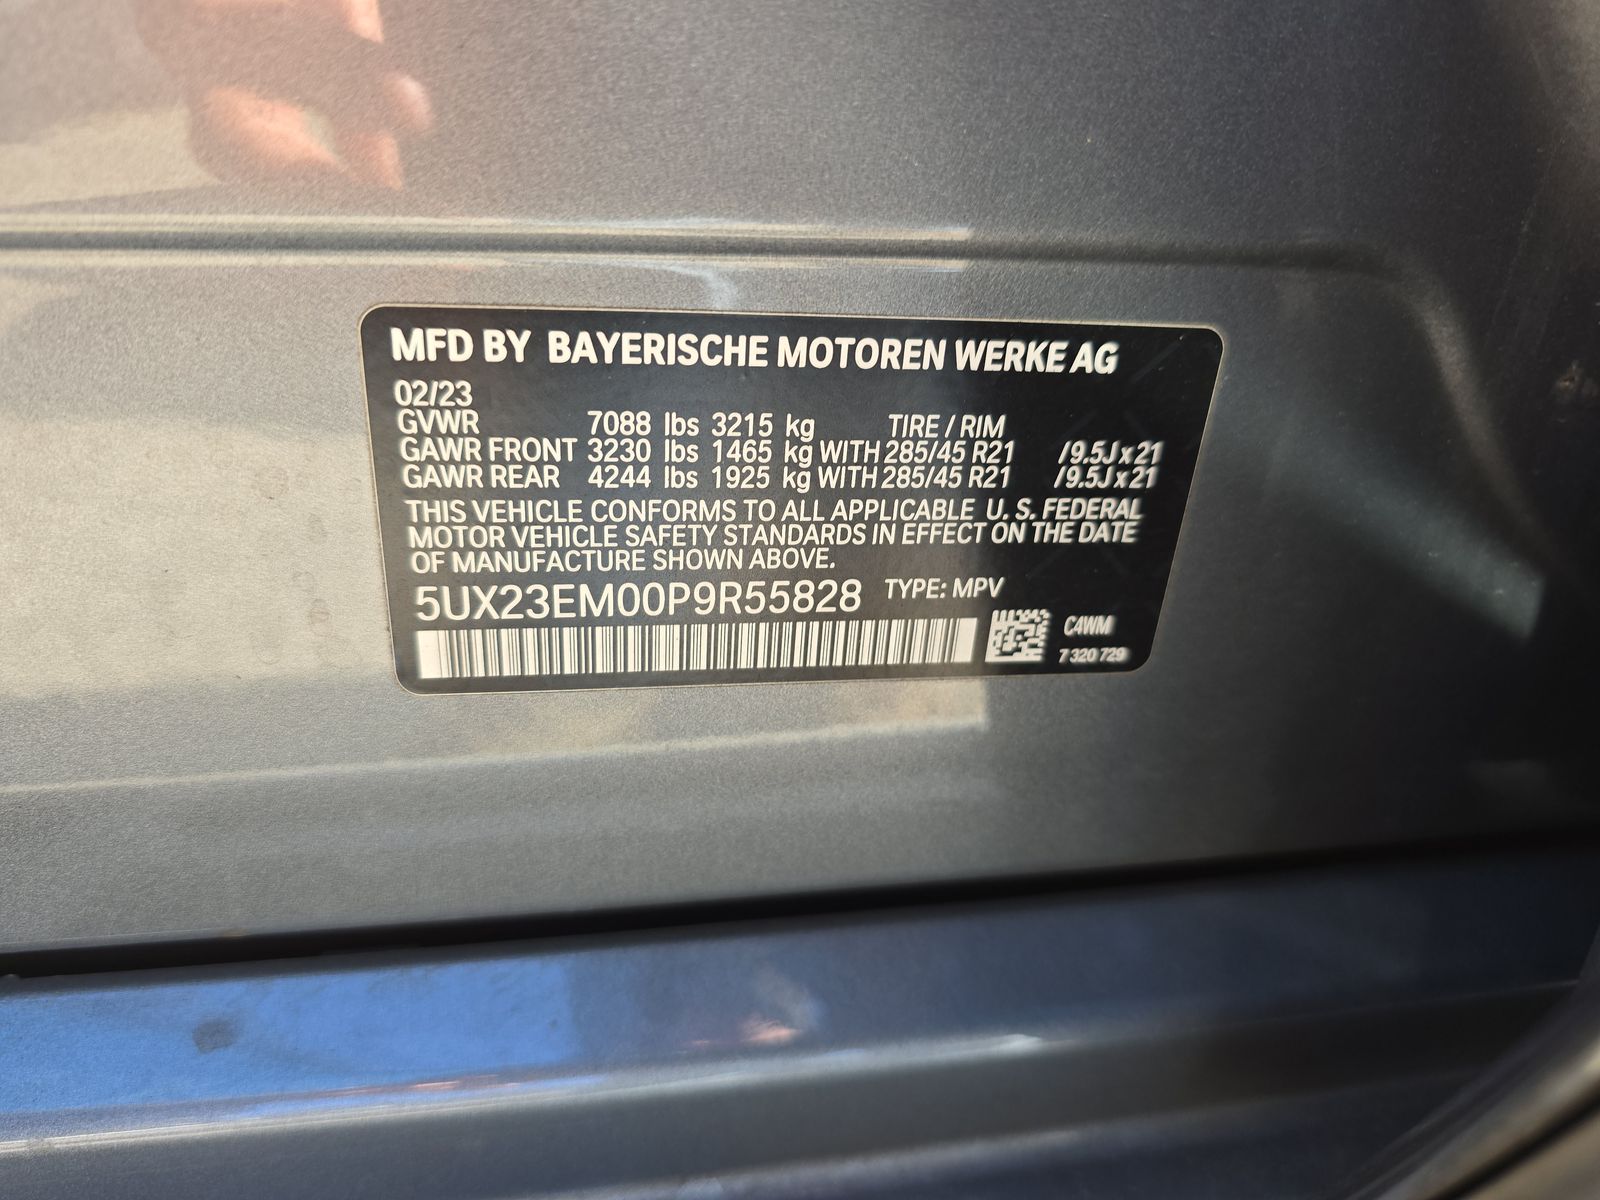 MFD BY BAYERISCHE MOTOREN WERKE AG
02/23
GVWR 7088 lbs 3215 kg TIRE / RIM
GAWR FRONT 3230 lbs 1465 kg WITH 285/45 R21 /9.5J x 21
GAWR REAR 4244 lbs 1925 kg WITH 285/45 R21 /9.5J x 21
THIS VEHICLE CONFORMS TO ALL APPLICABLE U. S. FEDERAL
MOTOR VEHICLE SAFETY STANDARDS IN EFFECT ON THE DATE
OF MANUFACTURE SHOWN ABOVE.
5UX23EM00P9R55828 TYPE: MPV
C4WM
7 320 729